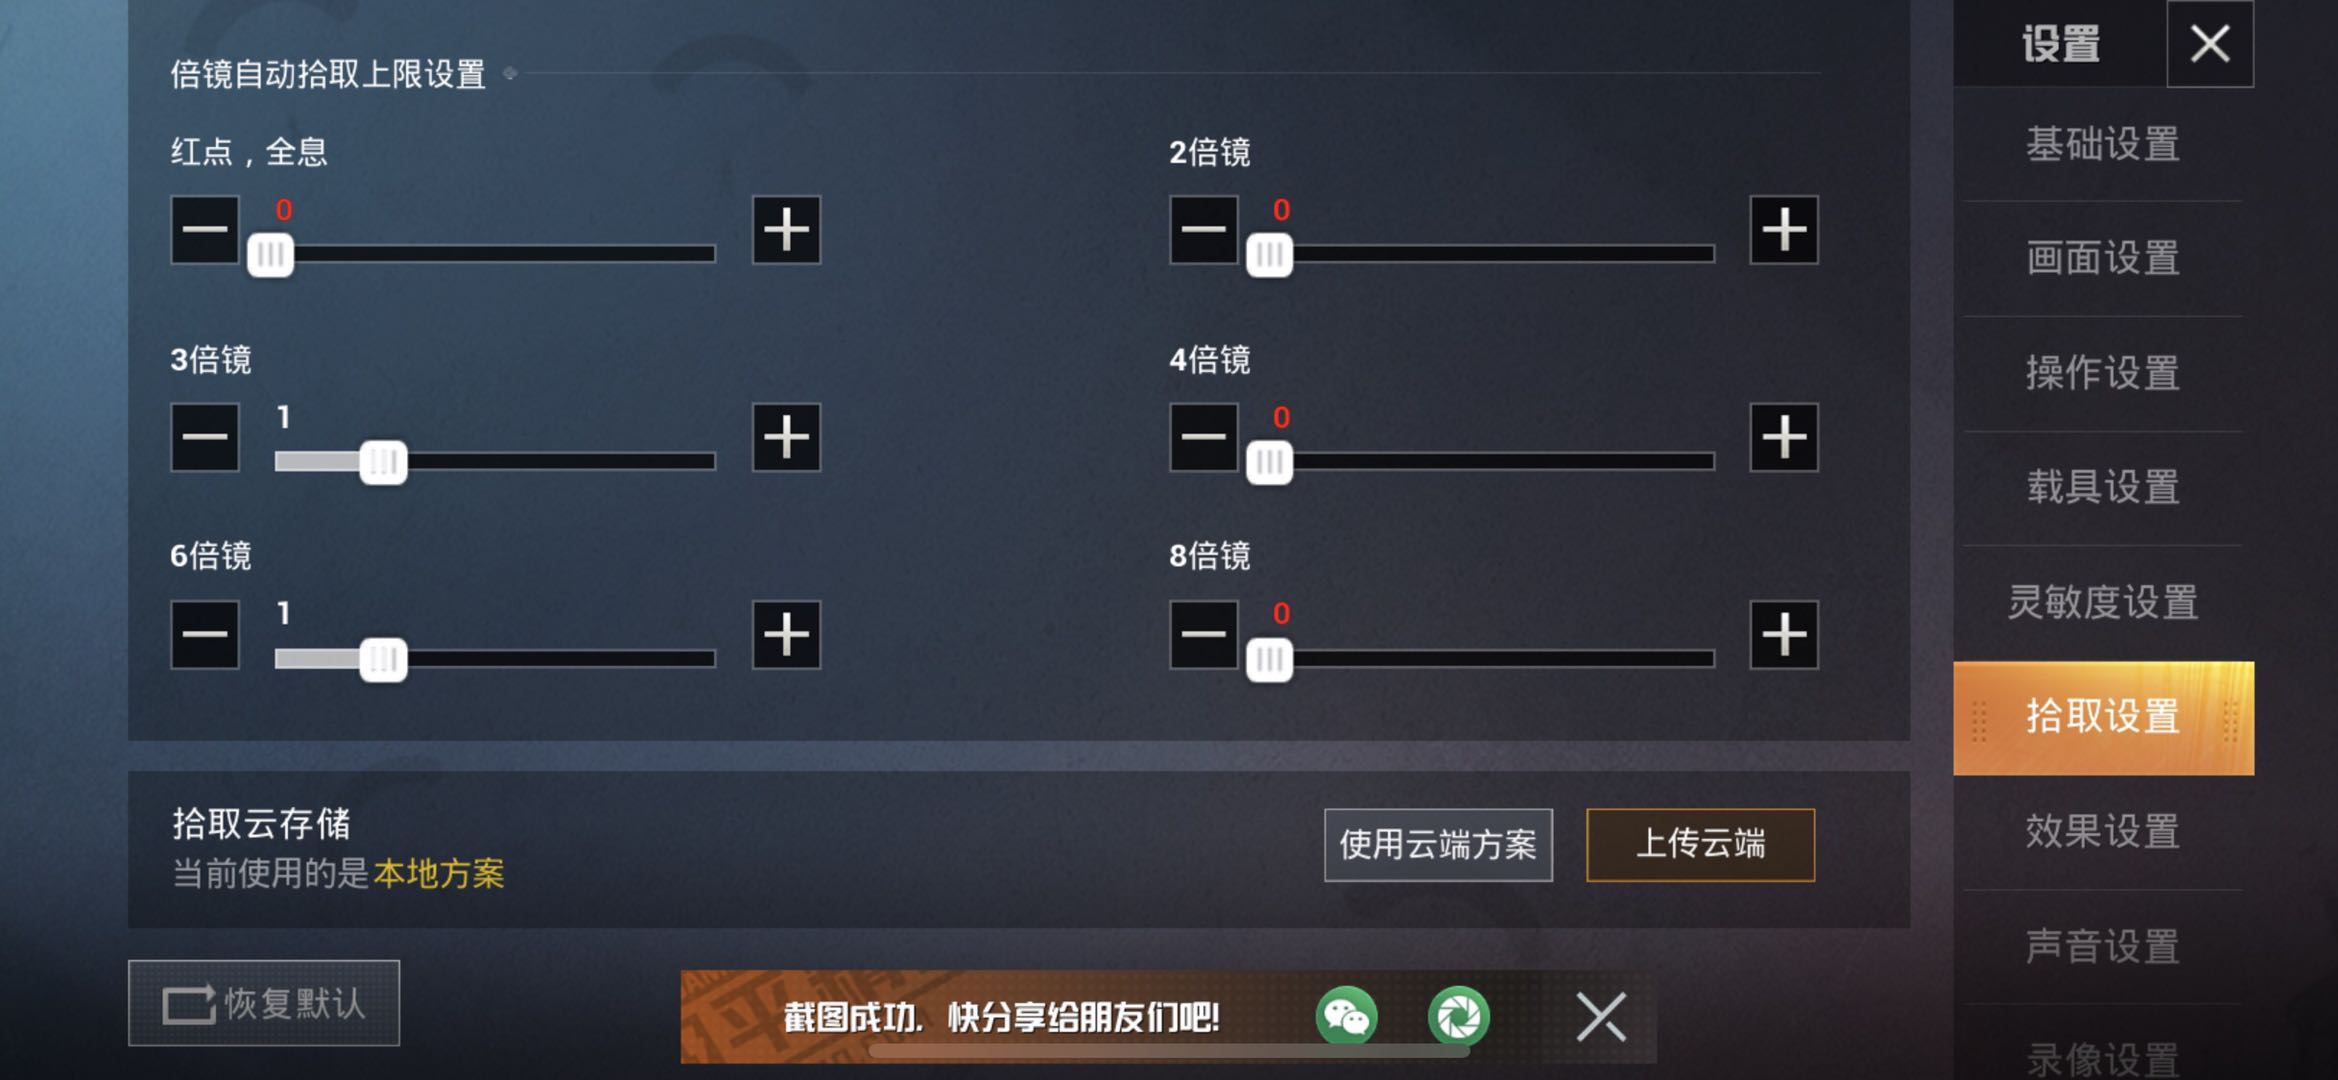 倍镜自动拾取上限设置
红点，全息
0
2倍镜
0
3倍镜
1
4倍镜
0
6倍镜
1
8倍镜
0
拾取云存储
当前使用的是本地方案
使用云端方案
上传云端
恢复默认
截图成功，快分享给朋友们吧！
设置
基础设置
画面设置
操作设置
载具设置
灵敏度设置
拾取设置
效果设置
声音设置
录像设置